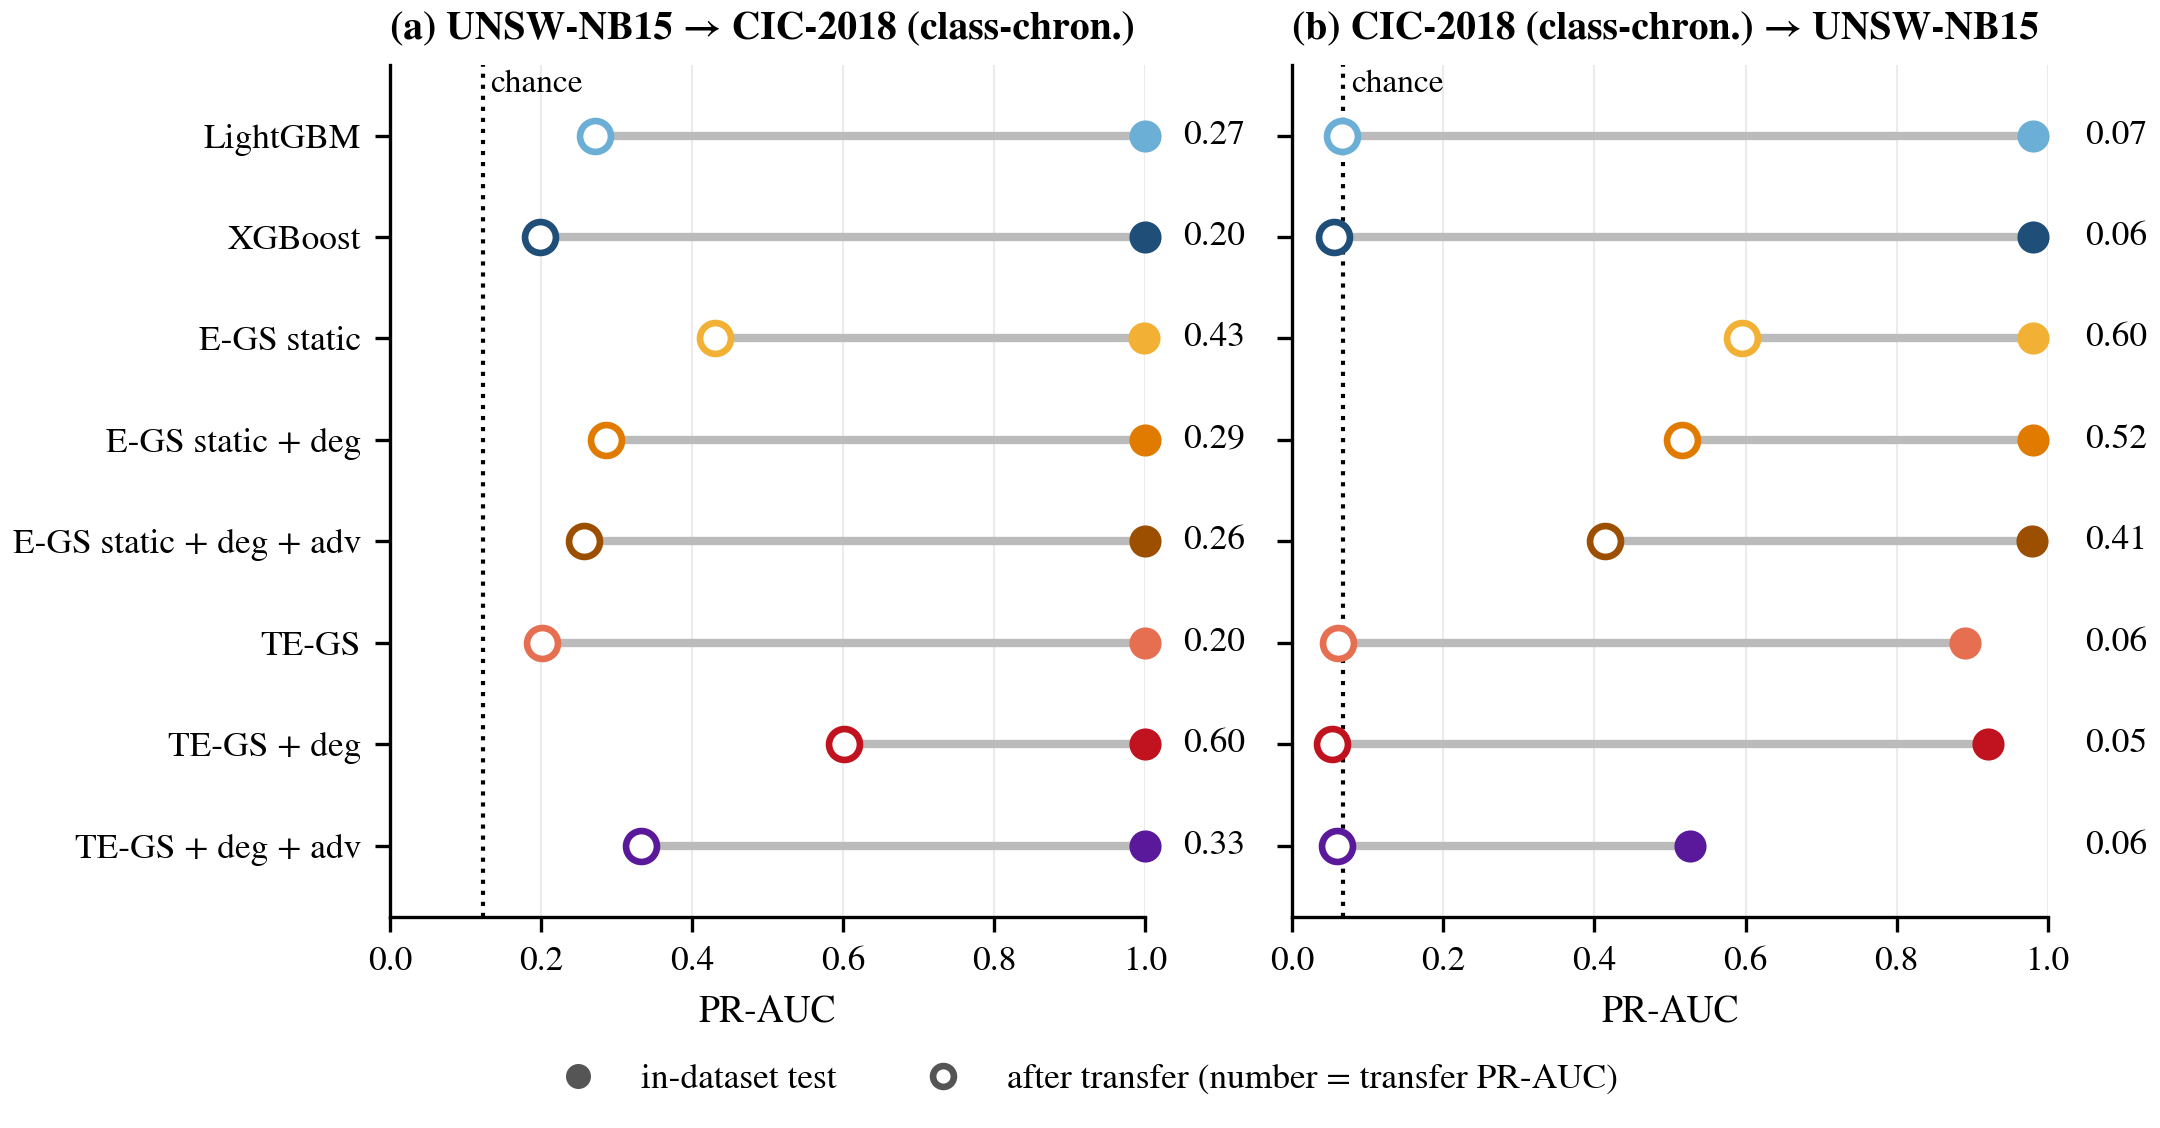 (a) UNSW-NB15 → CIC-2018 (class-chron.)
(b) CIC-2018 (class-chron.) → UNSW-NB15
chance
chance
LightGBM 0.27 0.07
XGBoost 0.20 0.06
E-GS static 0.43 0.60
E-GS static + deg 0.29 0.52
E-GS static + deg + adv 0.26 0.41
TE-GS 0.20 0.06
TE-GS + deg 0.60 0.05
TE-GS + deg + adv 0.33 0.06
0.0 0.2 0.4 0.6 0.8 1.0
0.0 0.2 0.4 0.6 0.8 1.0
PR-AUC
PR-AUC
in-dataset test
after transfer (number = transfer PR-AUC)